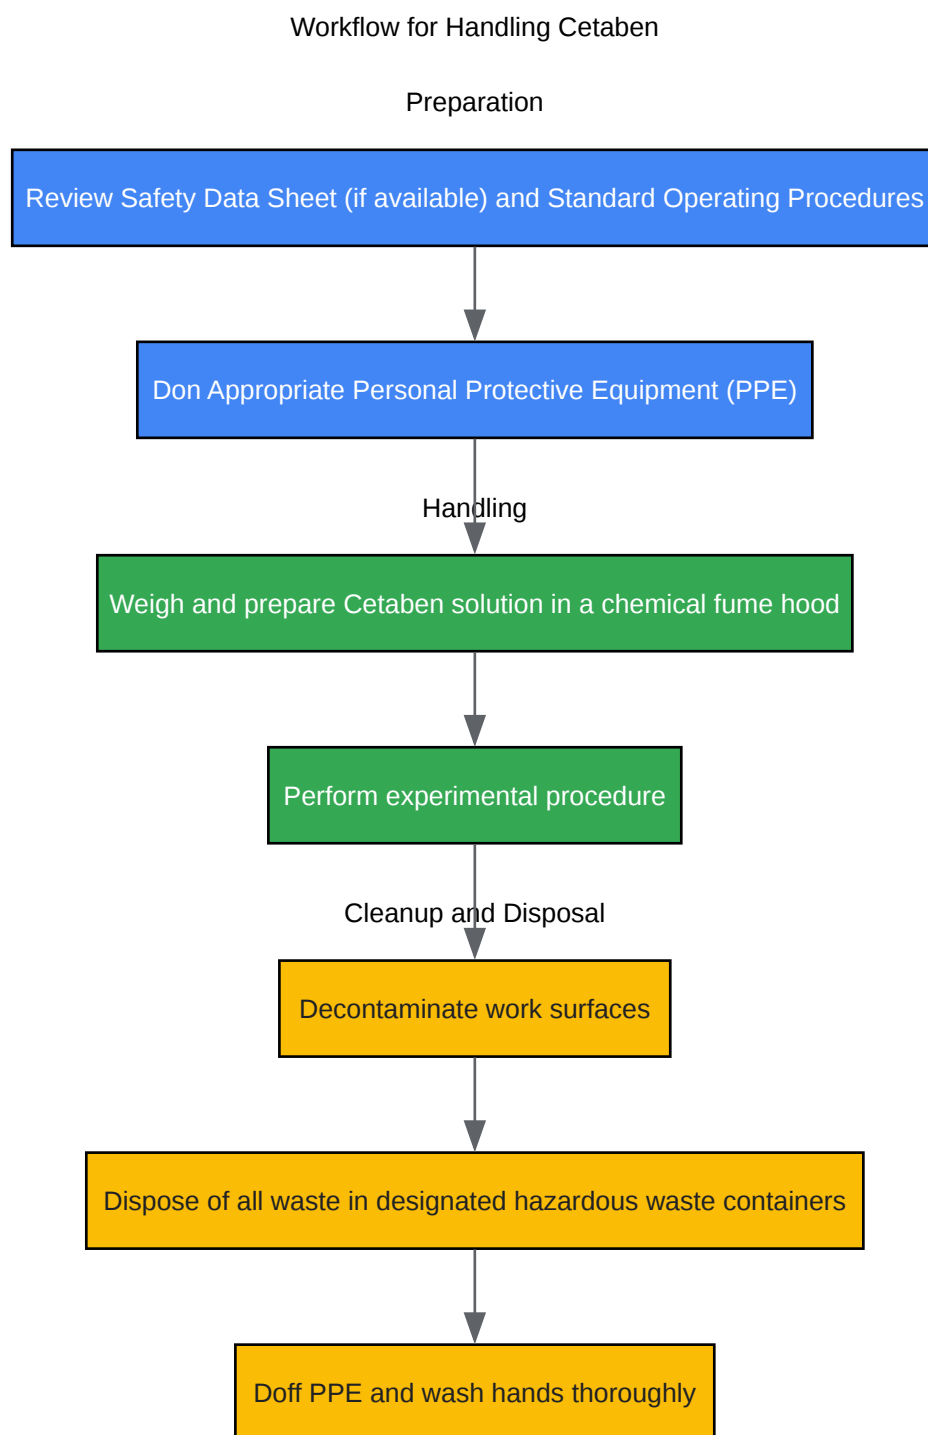 Workflow for Handling Cetaben
Preparation
Review Safety Data Sheet (if available) and Standard Operating Procedures
Don Appropriate Personal Protective Equipment (PPE)
Handling
Weigh and prepare Cetaben solution in a chemical fume hood
Perform experimental procedure
Cleanup and Disposal
Decontaminate work surfaces
Dispose of all waste in designated hazardous waste containers
Doff PPE and wash hands thoroughly